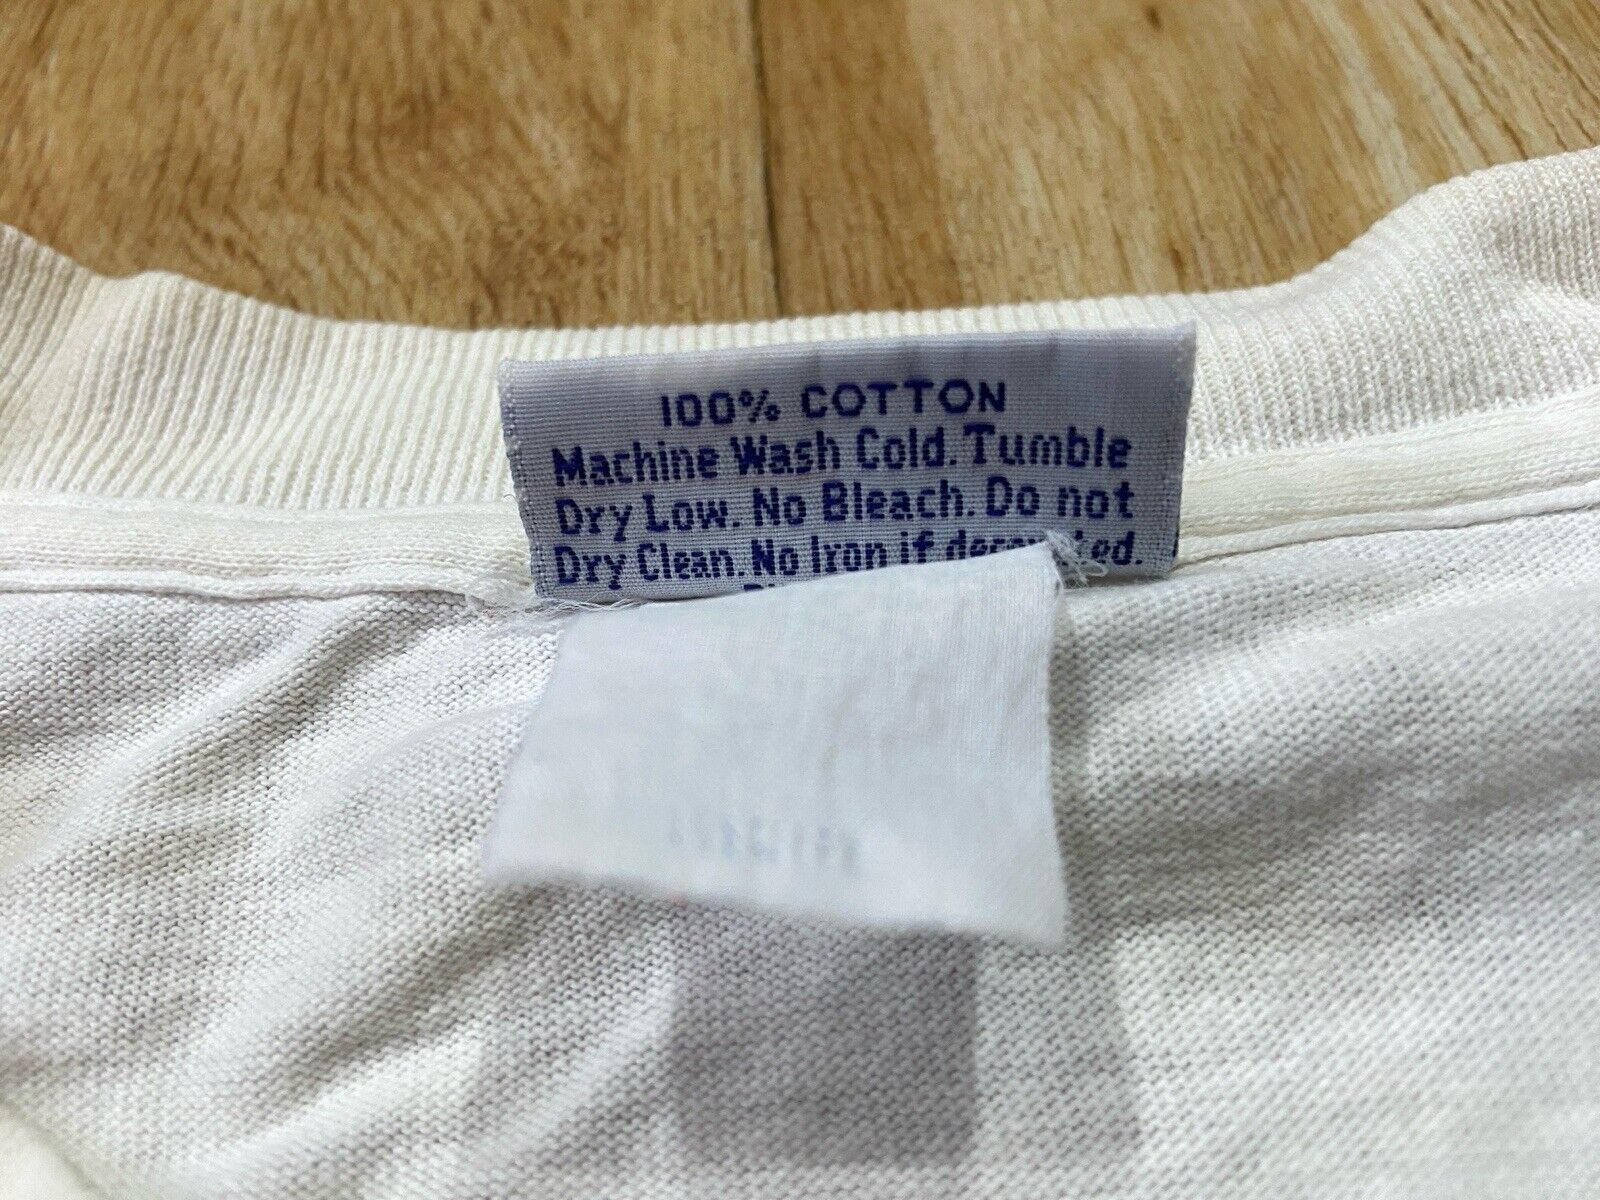 100% COTTON
Machine Wash Cold. Tumble
Dry Low. No Bleach. Do not
Dry Clean. No Iron if